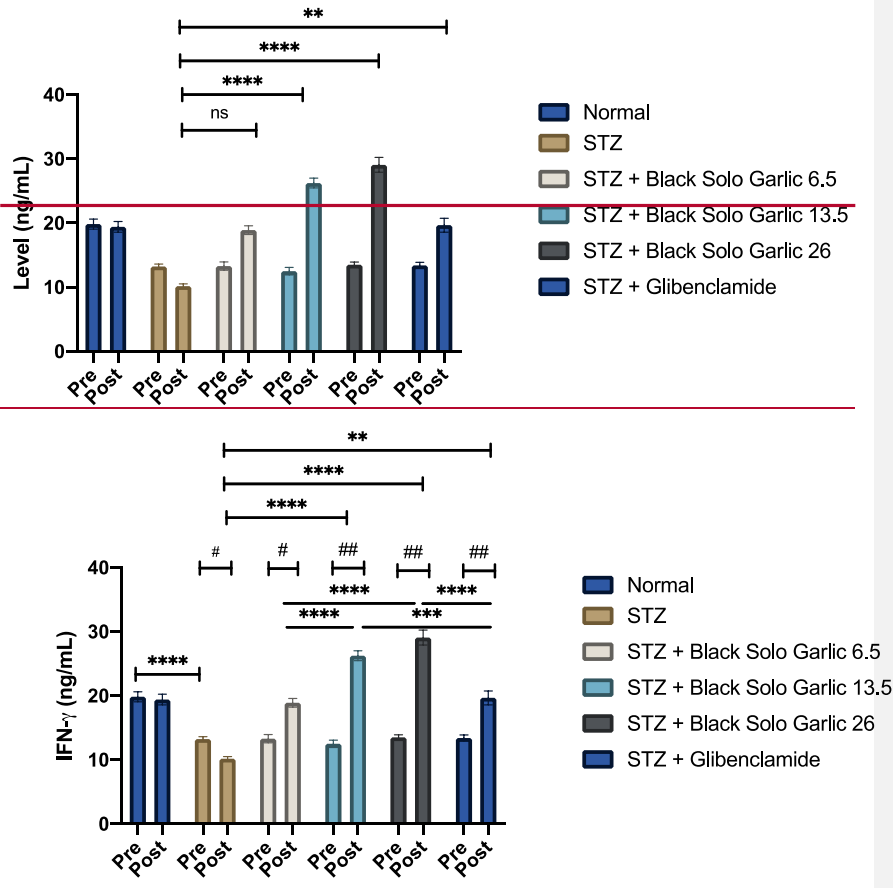 **
****
****
ns
40
30
20
10
0
Level (ng/mL)
Pre Post Pre Post Pre Post Pre Post Pre Post Pre Post
Normal
STZ
STZ + Black Solo Garlic 6.5
STZ + Black Solo Garlic 13.5
STZ + Black Solo Garlic 26
STZ + Glibenclamide
**
****
****
# # ## ## ##
**** ****
**** ***
****
40
30
20
10
0
IFN-γ (ng/mL)
Pre Post Pre Post Pre Post Pre Post Pre Post Pre Post
Normal
STZ
STZ + Black Solo Garlic 6.5
STZ + Black Solo Garlic 13.5
STZ + Black Solo Garlic 26
STZ + Glibenclamide